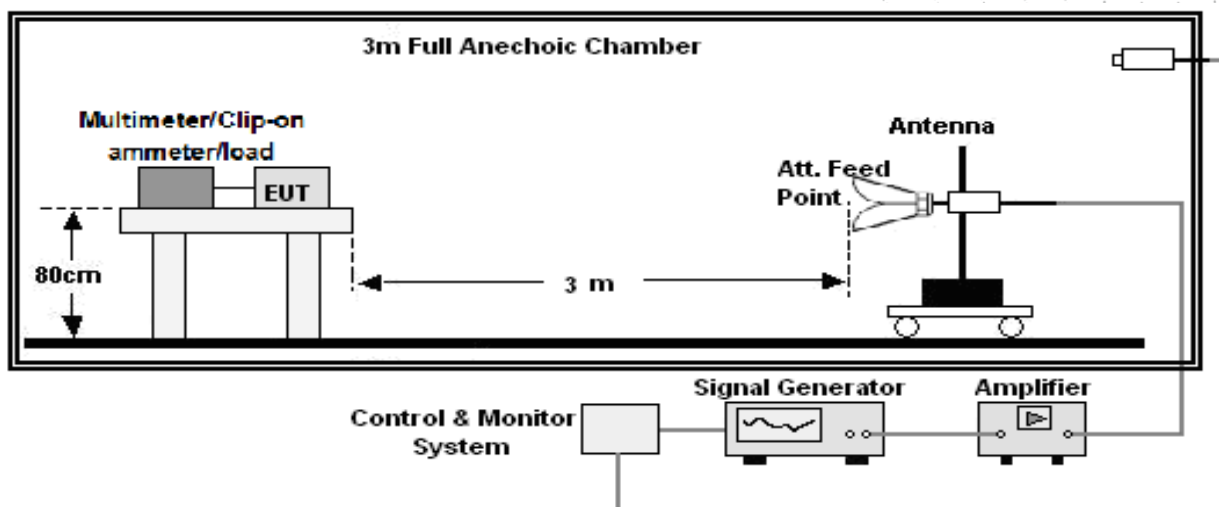 3m Full Anechoic Chamber
Multimeter/Clip-on
ammeter/load
EUT
Antenna
Att. Feed
Point
80cm
3 m
Signal Generator
Amplifier
Control & Monitor
System